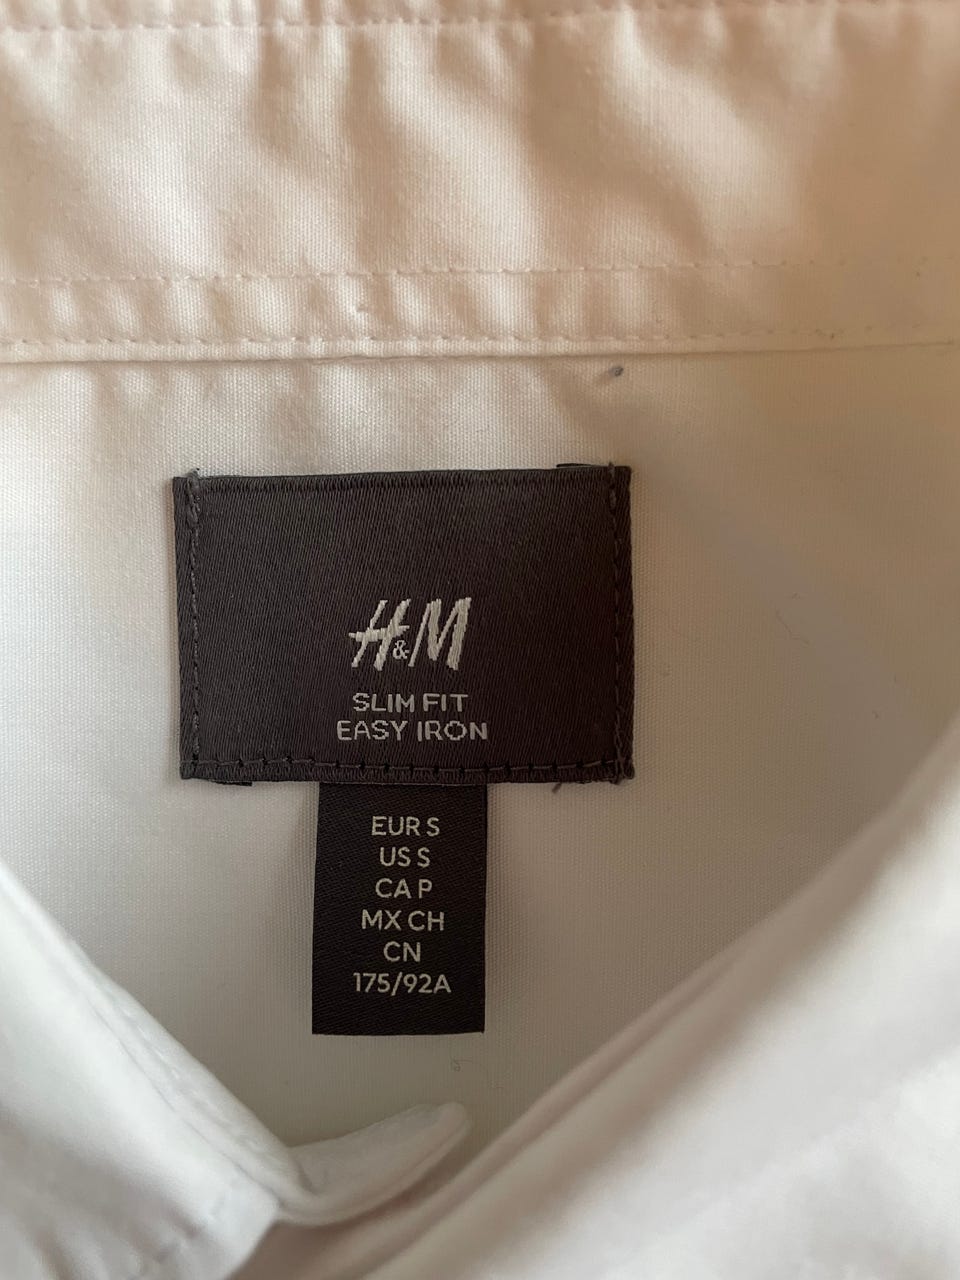 H&M
SLIM FIT
EASY IRON
EUR S
US S
CA P
MX CH
CN
175/92A